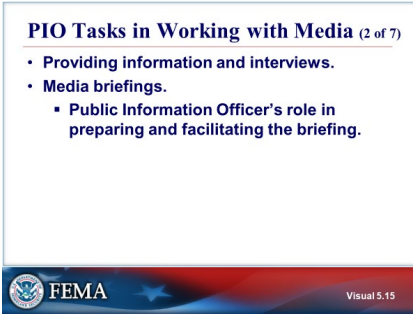 PIO Tasks in Working with Media (2 of 7)
• Providing information and interviews.
• Media briefings.
▪ Public Information Officer's role in
preparing and facilitating the briefing.
FEMA
Visual 5.15